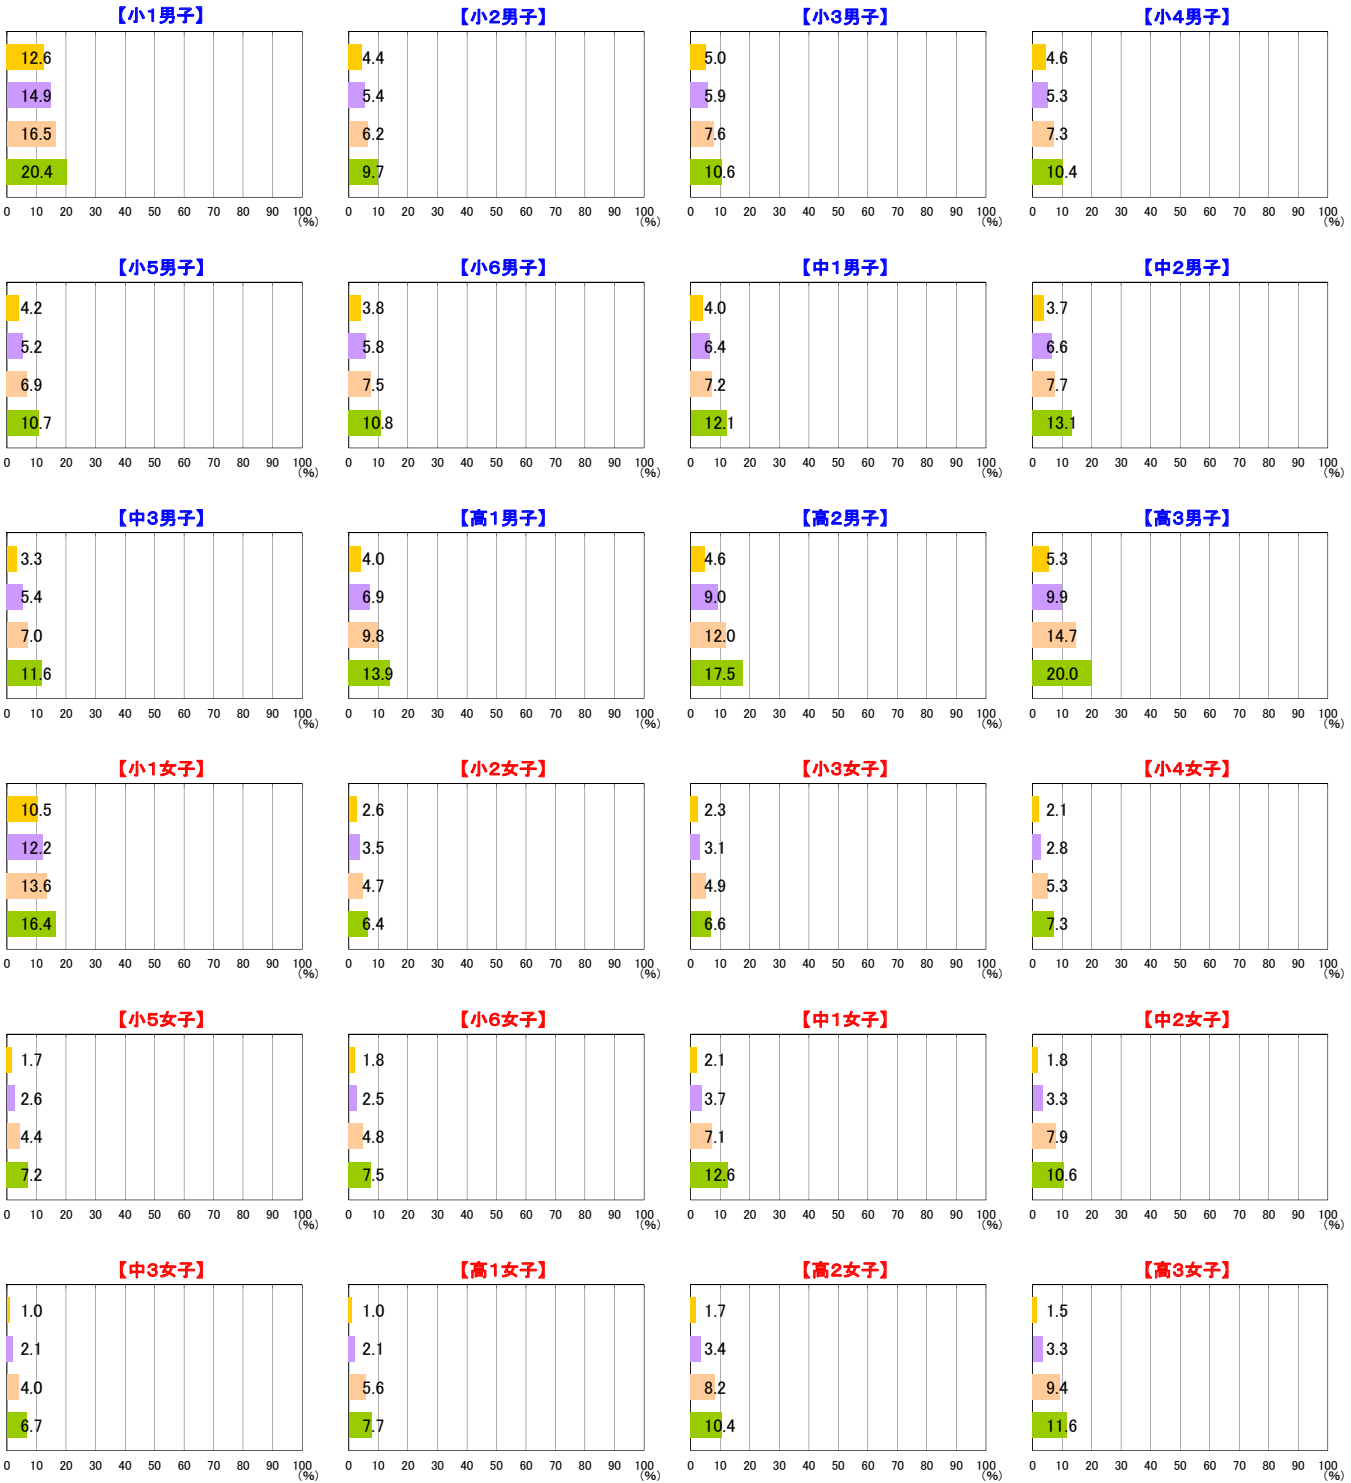 【小1男子】 【小2男子】 【小3男子】 【小4男子】
12.6 4.4 5.0 4.6
14.9 5.4 5.9 5.3
16.5 6.2 7.6 7.3
20.4 9.7 10.6 10.4
0 10 20 30 40 50 60 70 80 90 100 0 10 20 30 40 50 60 70 80 90 100 0 10 20 30 40 50 60 70 80 90 100 0 10 20 30 40 50 60 70 80 90 100
(%) (%) (%) (%)
【小5男子】 【小6男子】 【中1男子】 【中2男子】
4.2 3.8 4.0 3.7
5.2 5.8 6.4 6.6
6.9 7.5 7.2 7.7
10.7 10.8 12.1 13.1
0 10 20 30 40 50 60 70 80 90 100 0 10 20 30 40 50 60 70 80 90 100 0 10 20 30 40 50 60 70 80 90 100 0 10 20 30 40 50 60 70 80 90 100
(%) (%) (%) (%)
【中3男子】 【高1男子】 【高2男子】 【高3男子】
3.3 4.0 4.6 5.3
5.4 6.9 9.0 9.9
7.0 9.8 12.0 14.7
11.6 13.9 17.5 20.0
0 10 20 30 40 50 60 70 80 90 100 0 10 20 30 40 50 60 70 80 90 100 0 10 20 30 40 50 60 70 80 90 100 0 10 20 30 40 50 60 70 80 90 100
(%) (%) (%) (%)
【小1女子】 【小2女子】 【小3女子】 【小4女子】
10.5 2.6 2.3 2.1
12.2 3.5 3.1 2.8
13.6 4.7 4.9 5.3
16.4 6.4 6.6 7.3
0 10 20 30 40 50 60 70 80 90 100 0 10 20 30 40 50 60 70 80 90 100 0 10 20 30 40 50 60 70 80 90 100 0 10 20 30 40 50 60 70 80 90 100
(%) (%) (%) (%)
【小5女子】 【小6女子】 【中1女子】 【中2女子】
1.7 1.8 2.1 1.8
2.6 2.5 3.7 3.3
4.4 4.8 7.1 7.9
7.2 7.5 12.6 10.6
0 10 20 30 40 50 60 70 80 90 100 0 10 20 30 40 50 60 70 80 90 100 0 10 20 30 40 50 60 70 80 90 100 0 10 20 30 40 50 60 70 80 90 100
(%) (%) (%) (%)
【中3女子】 【高1女子】 【高2女子】 【高3女子】
1.0 1.0 1.7 1.5
2.1 2.1 3.4 3.3
4.0 5.6 8.2 9.4
6.7 7.7 10.4 11.6
0 10 20 30 40 50 60 70 80 90 100 0 10 20 30 40 50 60 70 80 90 100 0 10 20 30 40 50 60 70 80 90 100 0 10 20 30 40 50 60 70 80 90 100
(%) (%) (%) (%)